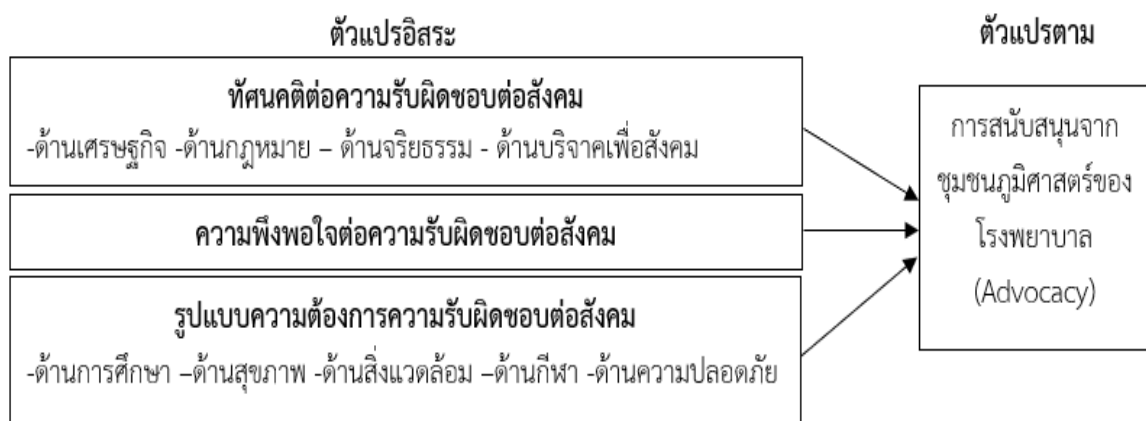 ตัวแปรอิสระ
ทัศนคติต่อความรับผิดชอบต่อสังคม
-ด้านเศรษฐกิจ -ด้านกฎหมาย – ด้านจริยธรรม - ด้านบริจาคเพื่อสังคม
ความพึงพอใจต่อความรับผิดชอบต่อสังคม
รูปแบบความต้องการความรับผิดชอบต่อสังคม
-ด้านการศึกษา –ด้านสุขภาพ -ด้านสิ่งแวดล้อม –ด้านกีฬา -ด้านความปลอดภัย
ตัวแปรตาม
การสนับสนุนจาก
ชุมชนภูมิศาสตร์ของ
โรงพยาบาล
(Advocacy)